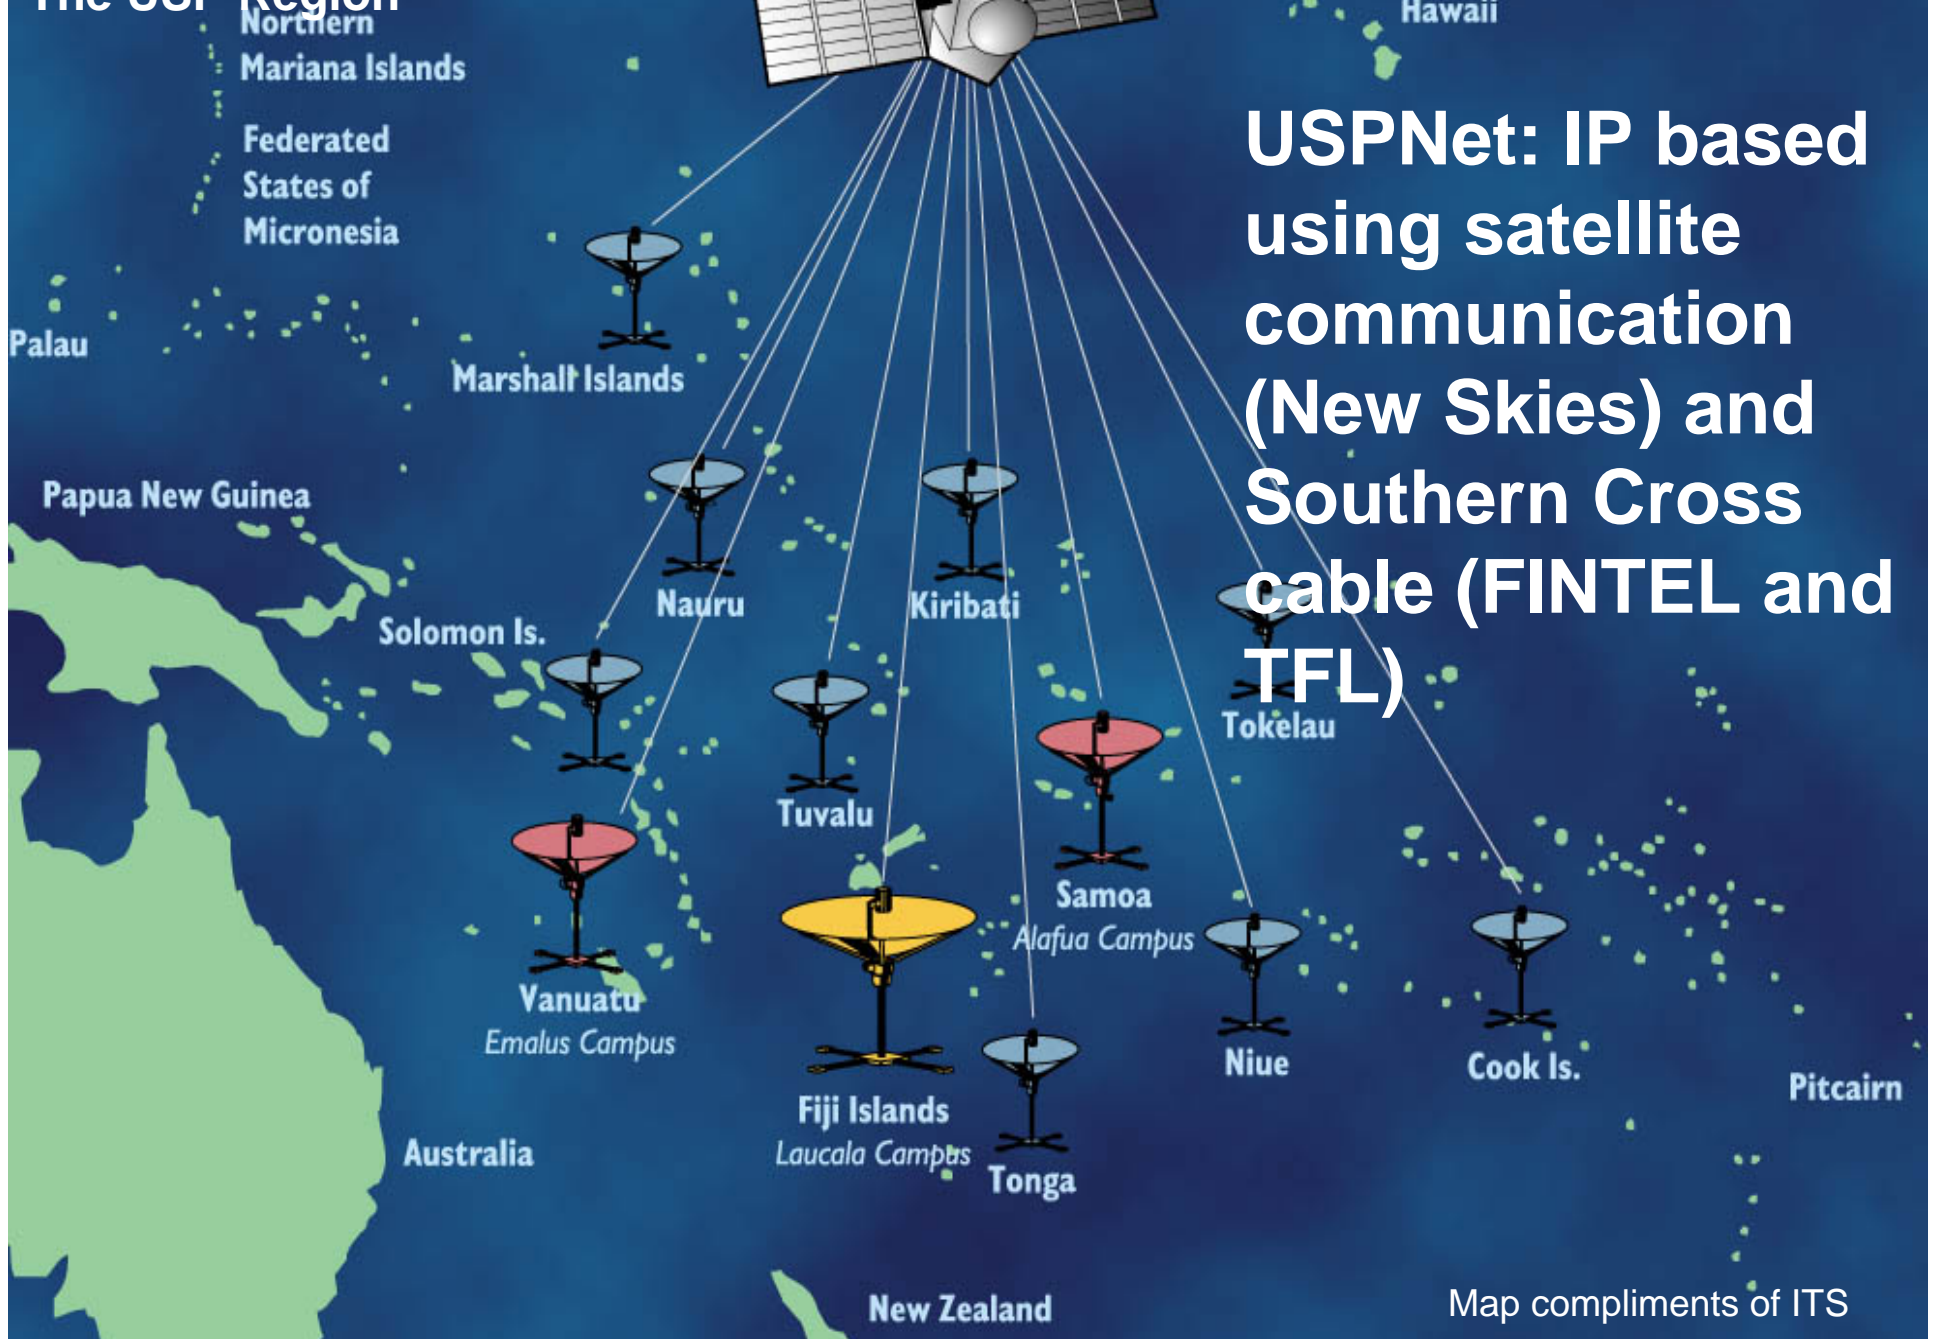 The USP Region
Northern
Mariana Islands
Hawaii
Federated
States of
Micronesia
USPNet: IP based
using satellite
communication
(New Skies) and
Southern Cross
cable (FINTEL and
TFL)
Palau
Marshall Islands
Papua New Guinea
Nauru
Kiribati
Solomon Is.
Tokelau
Tuvalu
Samoa
Alafua Campus
Vanuatu
Emalus Campus
Niue
Cook Is.
Pitcairn
Fiji Islands
Laucala Campus
Australia
Tonga
New Zealand
Map compliments of ITS